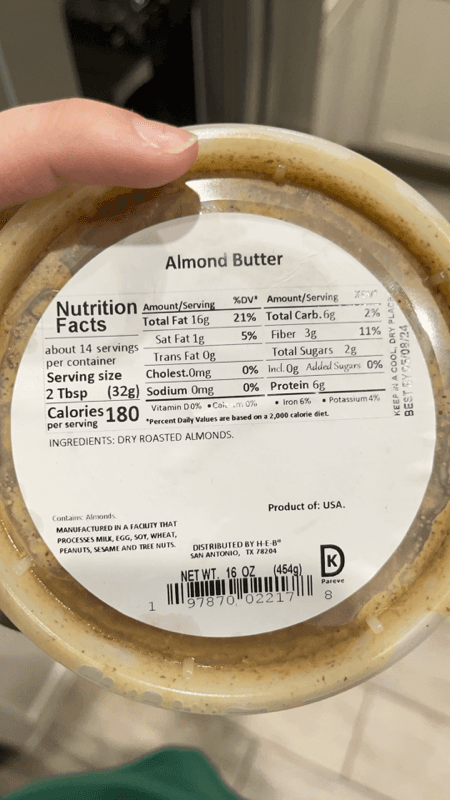 Almond Butter
Nutrition Facts
about 14 servings per container
Serving size
2 Tbsp (32g)
Calories 180
per serving
Amount/Serving %DV*
Total Fat 16g 21%
Sat Fat 1g 5%
Trans Fat 0g
Cholest.0mg 0%
Sodium 0mg 0%
Amount/Serving
Total Carb.6g 2%
Fiber 3g 11%
Total Sugars 2g
Incl.0g Added Sugars 0%
Protein 6g
Vitamin D0% • 0% • Iron 6% • Potassium4%
*Percent Daily Values are based on a 2,000 calorie diet.
INGREDIENTS: DRY ROASTED ALMONDS.
KEEP IN A COOL, DRY PLACE
BEST BY
Product of: USA.
Contains: Almonds.
MANUFACTURED IN A FACILITY THAT
PROCESSES MILK, EGG, SOY, WHEAT,
PEANUTS, SESAME AND TREE NUTS.
DISTRIBUTED BY H-E-B®
SAN ANTONIO, TX 78204
NET WT. 16 OZ (454g)
K
Pareve
1 97870 02217 8